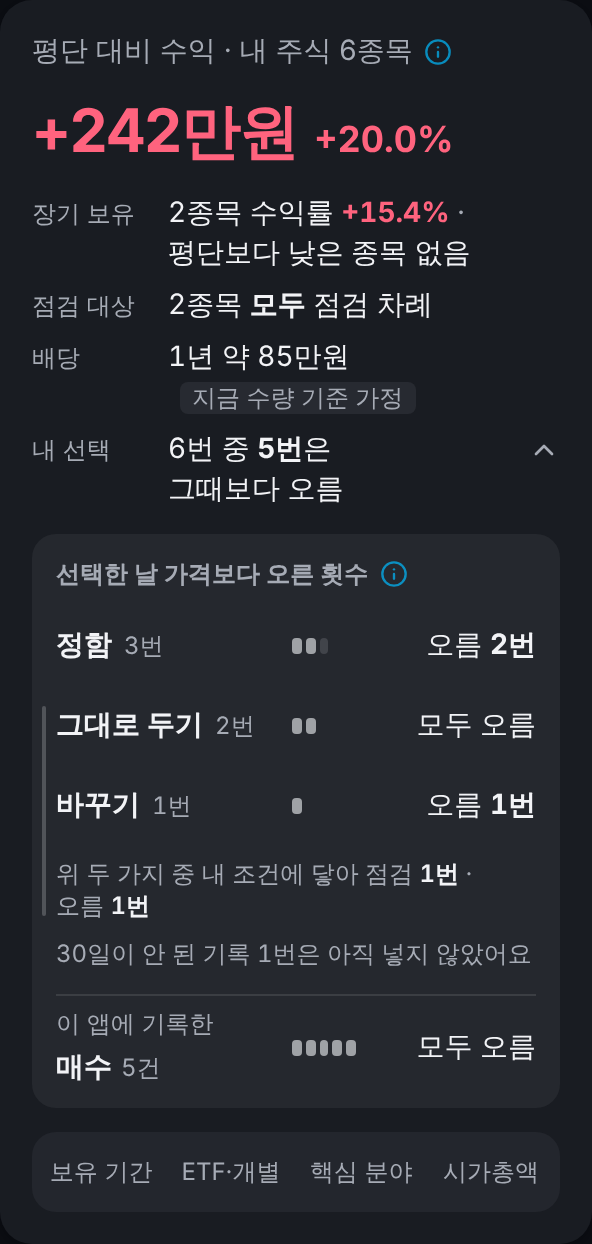 평단 대비 수익 · 내 주식 6종목
+242만원 +20.0%
장기 보유 2종목 수익률 +15.4% ·
평단보다 낮은 종목 없음
점검 대상 2종목 모두 점검 차례
배당 1년 약 85만원
지금 수량 기준 가정
내 선택 6번 중 5번은
그때보다 오름
선택한 날 가격보다 오른 횟수
정함 3번 오름 2번
그대로 두기 2번 모두 오름
바꾸기 1번 오름 1번
위 두 가지 중 내 조건에 닿아 점검 1번 ·
오름 1번
30일이 안 된 기록 1번은 아직 넣지 않았어요
이 앱에 기록한
매수 5건 모두 오름
보유 기간 ETF·개별 핵심 분야 시가총액